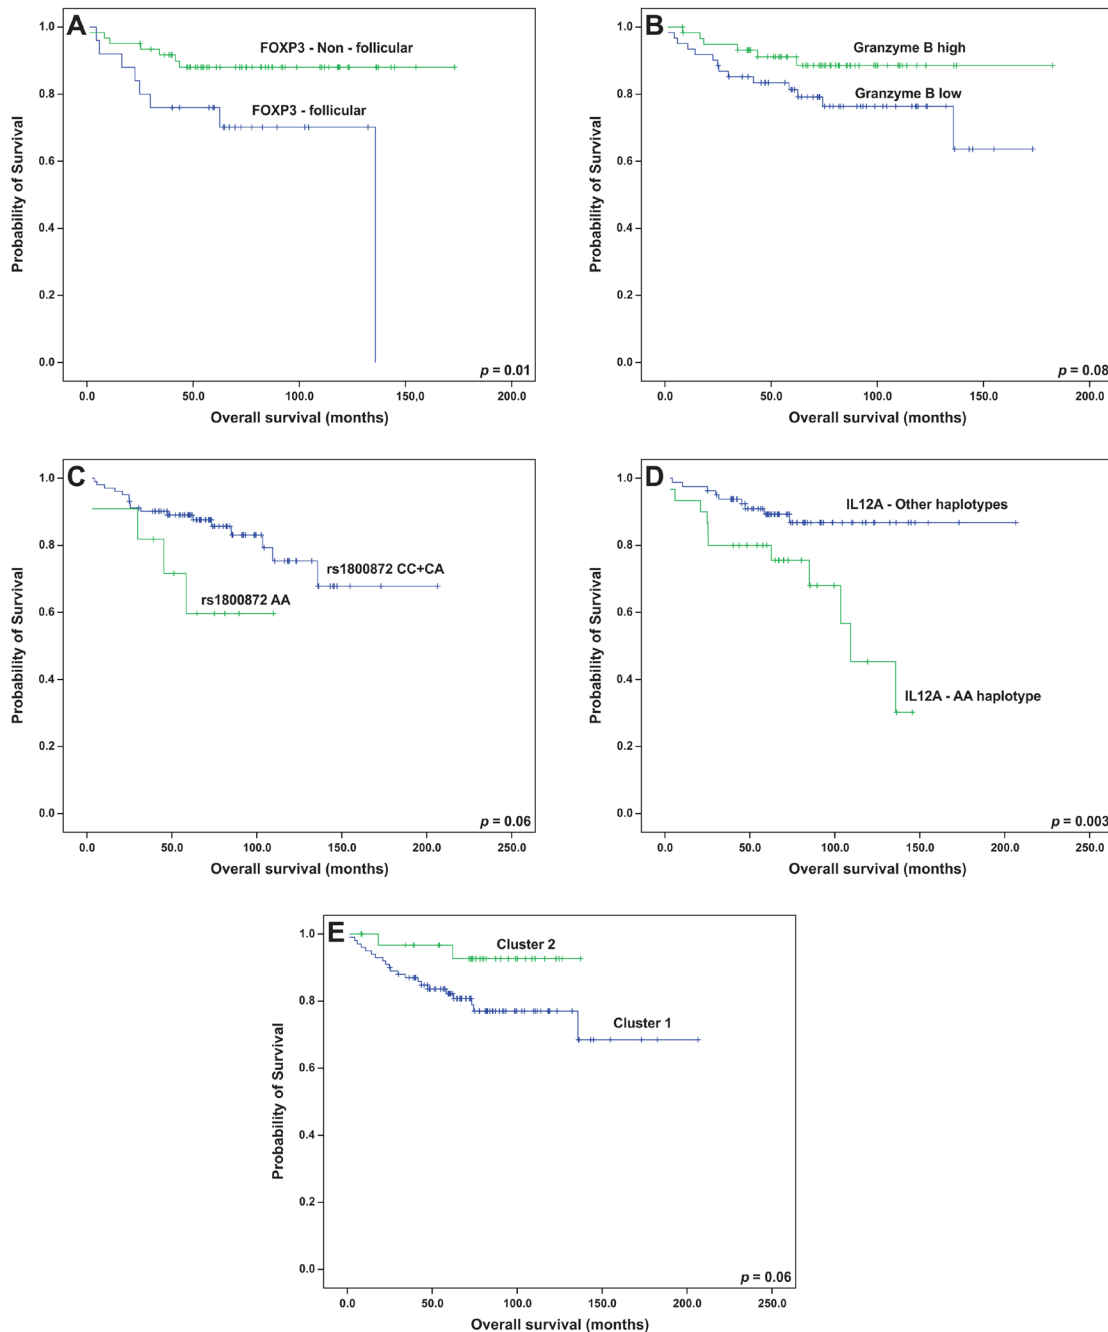 A
FOXP3 - Non - follicular
FOXP3 - follicular
1.0
0.8
0.6
0.4
0.2
0.0
Probability of Survival
p = 0.01
0.0 50.0 100.0 150.0 200.0
Overall survival (months)
B
Granzyme B high
Granzyme B low
1.0
0.8
0.6
0.4
0.2
0.0
Probability of Survival
p = 0.08
0.0 50.0 100.0 150.0 200.0
Overall survival (months)
C
rs1800872 CC+CA
rs1800872 AA
1.0
0.8
0.6
0.4
0.2
0.0
Probability of Survival
p = 0.06
0.0 50.0 100.0 150.0 200.0 250.0
Overall survival (months)
D
IL12A - Other haplotypes
IL12A - AA haplotype
1.0
0.8
0.6
0.4
0.2
0.0
Probability of Survival
p = 0.003
0.0 50.0 100.0 150.0 200.0 250.0
Overall survival (months)
E
Cluster 2
Cluster 1
1.0
0.8
0.6
0.4
0.2
0.0
Probability of Survival
p = 0.06
0.0 50.0 100.0 150.0 200.0 250.0
Overall survival (months)